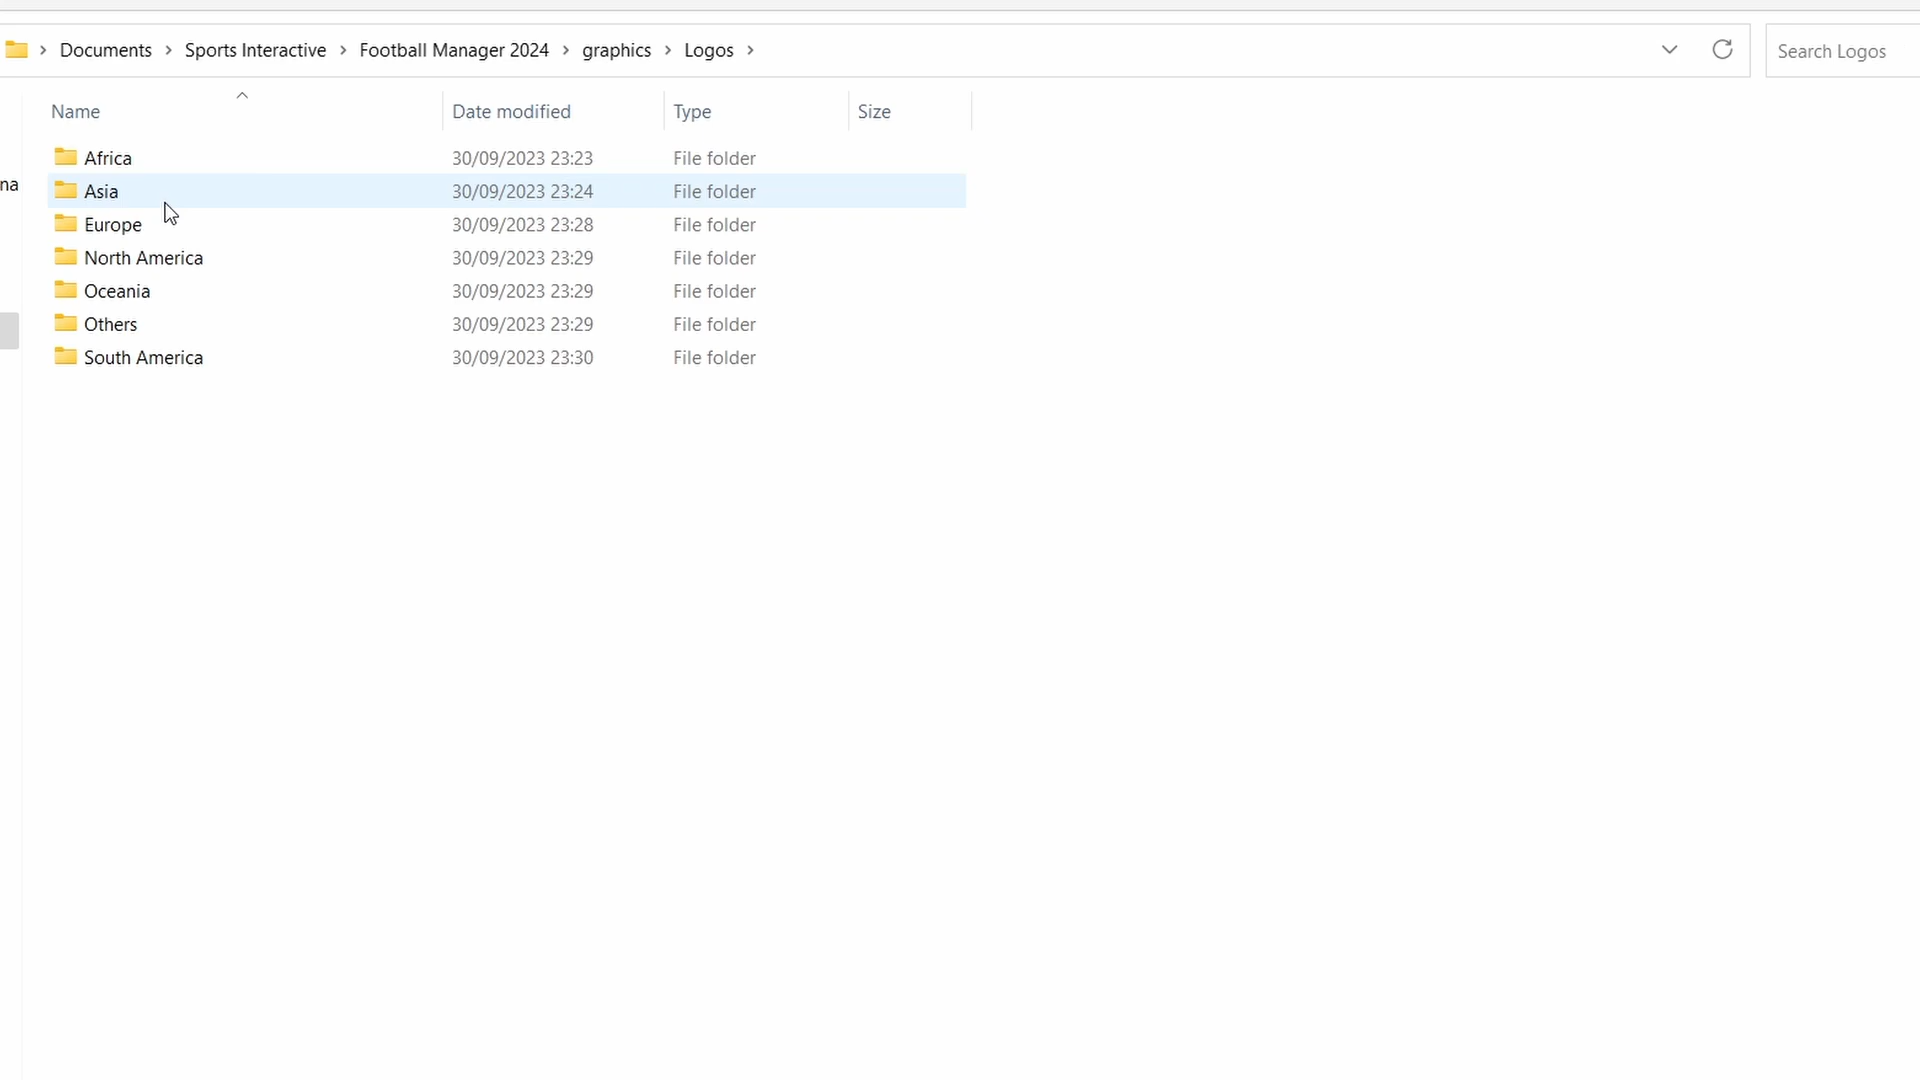 Documents > Sports Interactive > Football Manager 2024 > graphics > Logos >
Search Logos
Name Date modified Type Size
Africa 30/09/2023 23:23 File folder
na
Asia 30/09/2023 23:24 File folder
Europe 30/09/2023 23:28 File folder
North America 30/09/2023 23:29 File folder
Oceania 30/09/2023 23:29 File folder
Others 30/09/2023 23:29 File folder
South America 30/09/2023 23:30 File folder